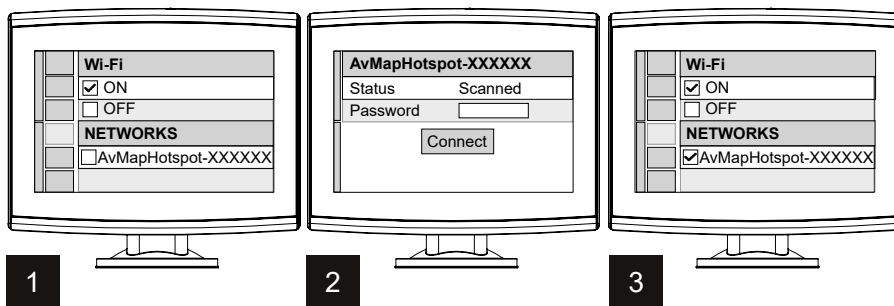 Wi-Fi
ON
OFF
NETWORKS
AvMapHotspot-XXXXXX
1
AvMapHotspot-XXXXXX
Status Scanned
Password
Connect
2
Wi-Fi
ON
OFF
NETWORKS
AvMapHotspot-XXXXXX
3